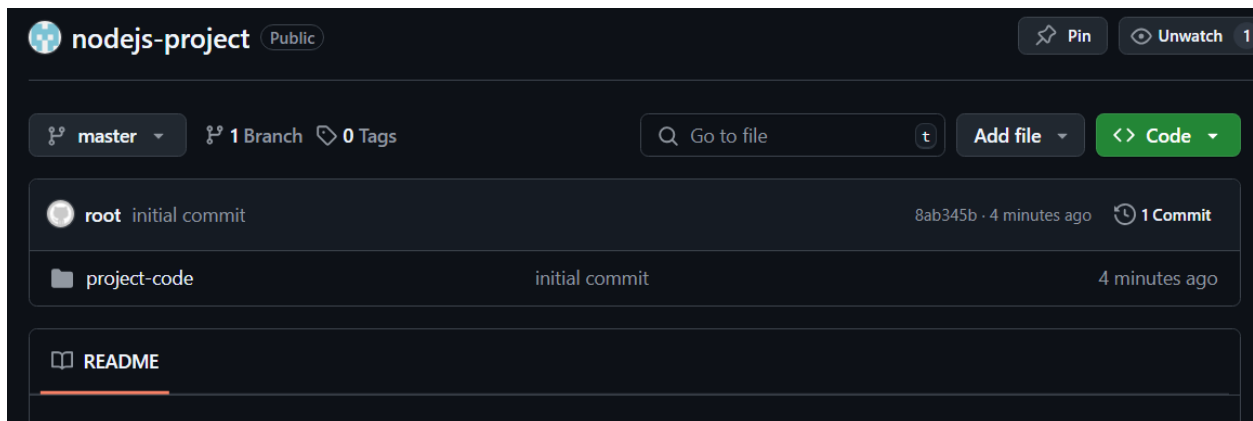 nodejs-project Public Pin Unwatch 1
master 1 Branch 0 Tags Go to file t Add file <> Code
root initial commit 8ab345b · 4 minutes ago 1 Commit
project-code initial commit 4 minutes ago
README